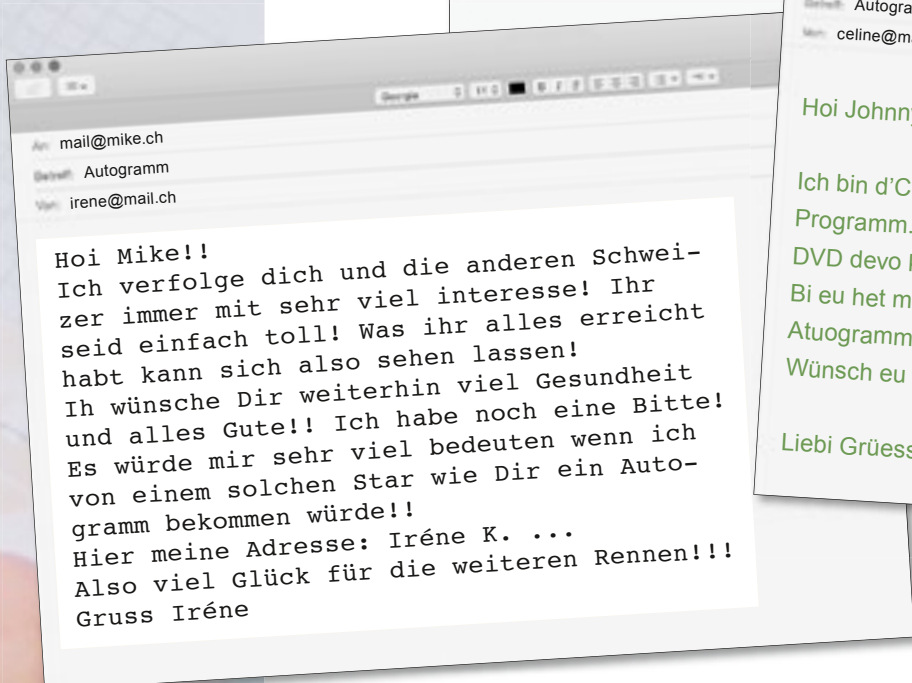 An: mail@mike.ch
Betreff: Autogramm
Von: irene@mail.ch
Georgia
Hoi Mike!!
Ich verfolge dich und die anderen Schwei-
zer immer mit sehr viel interesse! Ihr
seid einfach toll! Was ihr alles erreicht
habt kann sich also sehen lassen!
Ih wünsche Dir weiterhin viel Gesundheit
und alles Gute!! Ich habe noch eine Bitte!
Es würde mir sehr viel bedeuten wenn ich
von einem solchen Star wie Dir ein Auto-
gramm bekommen würde!!
Hier meine Adresse: Iréne K. ...
Also viel Glück für die weiteren Rennen!!!
Gruss Iréne
Autogra
celine@ma
Hoi Johnny
Ich bin d'C
Programm.
DVD devo
Bi eu het m
Atuogramm
Wünsch eu
Liebi Grüess